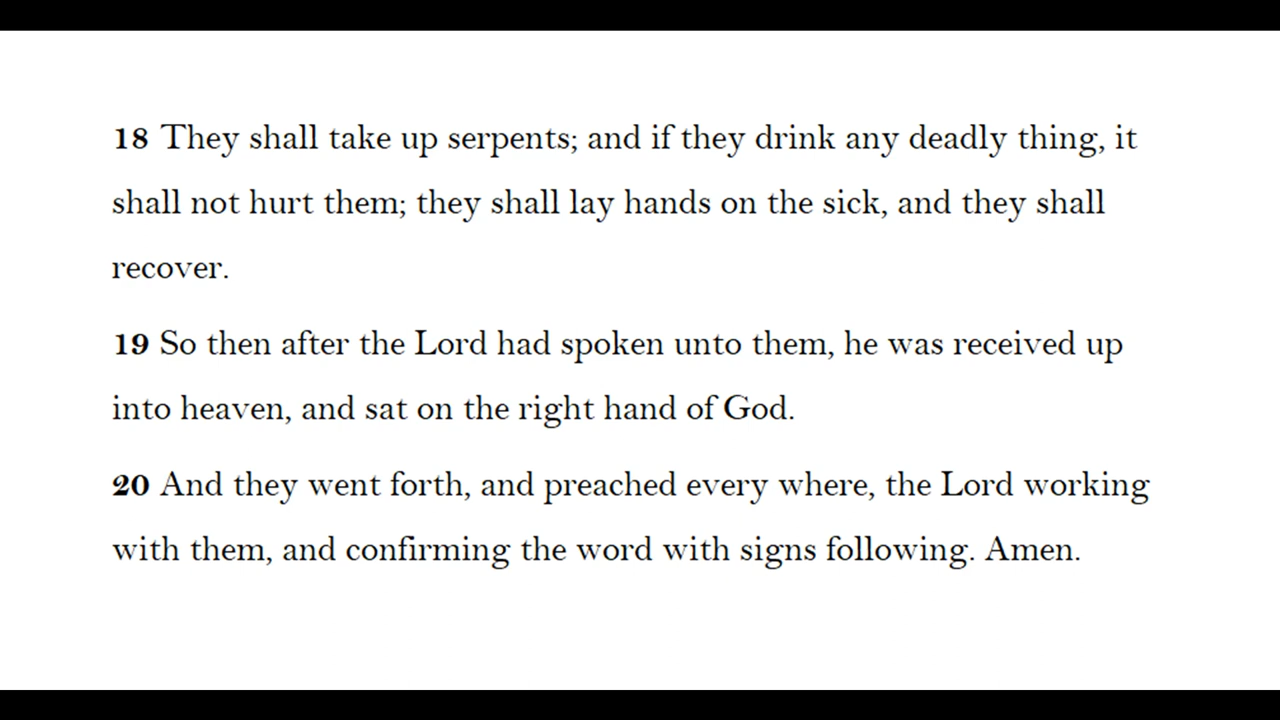 18 They shall take up serpents; and if they drink any deadly thing, it
shall not hurt them; they shall lay hands on the sick, and they shall
recover.
19 So then after the Lord had spoken unto them, he was received up
into heaven, and sat on the right hand of God.
20 And they went forth, and preached every where, the Lord working
with them, and confirming the word with signs following. Amen.